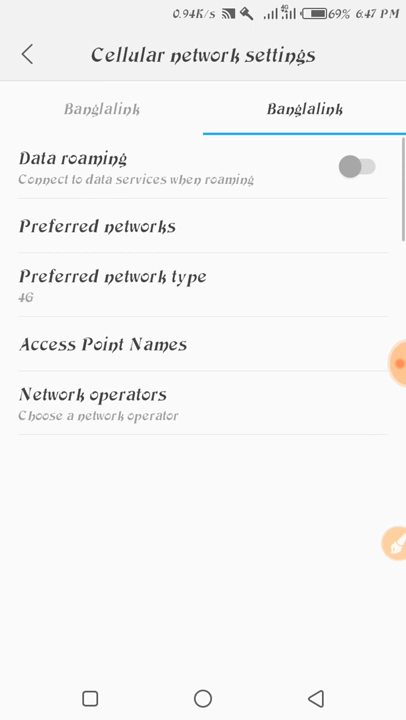 0.94K/s 4G 69% 6:47 PM
Cellular network settings
Banglalink Banglalink
Data roaming
Connect to data services when roaming
Preferred networks
Preferred network type
4G
Access Point Names
Network operators
Choose a network operator